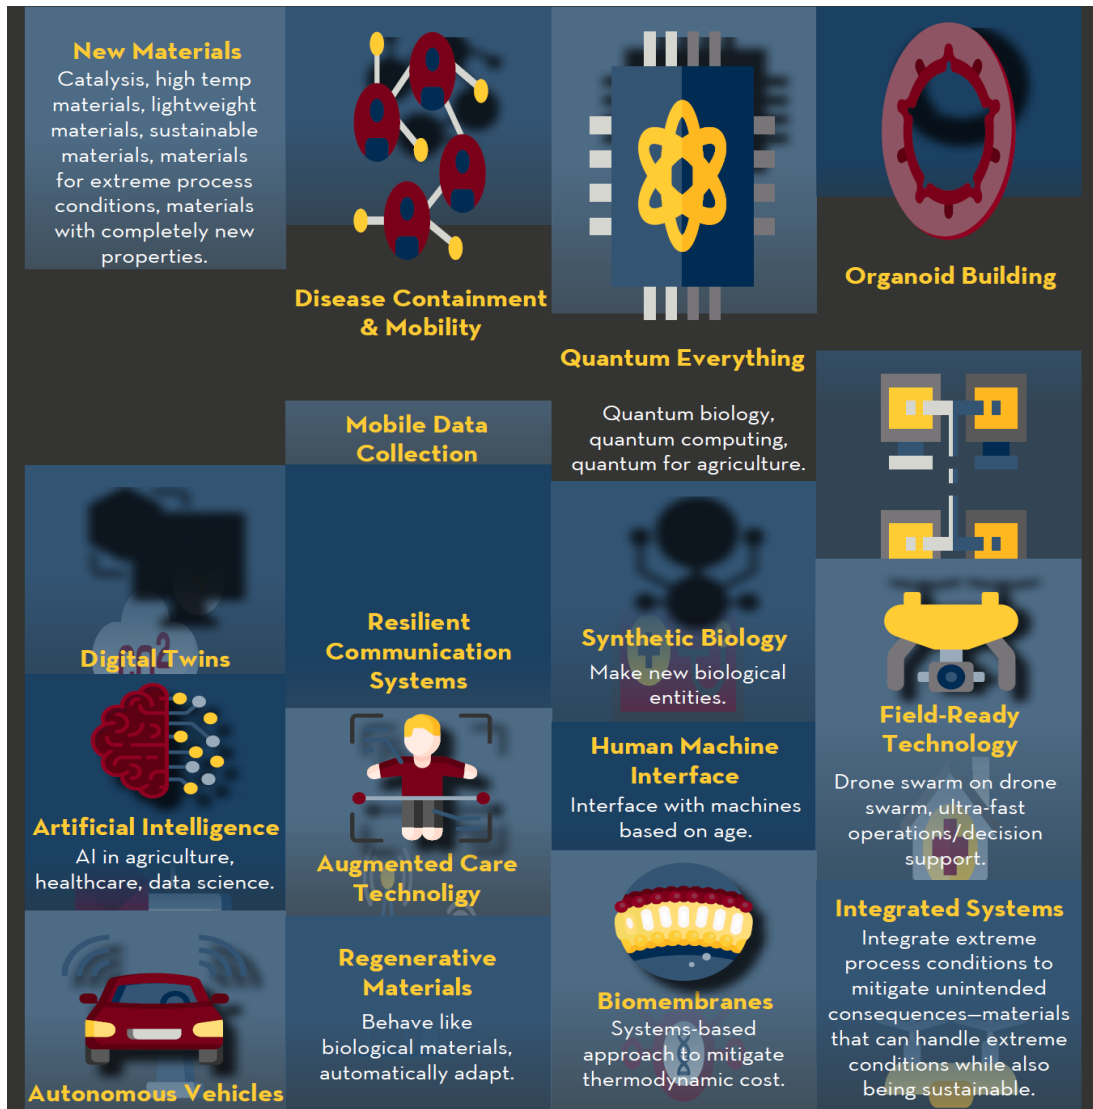 New Materials
Catalysis, high temp
materials, lightweight
materials, sustainable
materials, materials
for extreme process
conditions, materials
with completely new
properties.
Disease Containment
& Mobility
Quantum Everything
Quantum biology,
quantum computing,
quantum for agriculture.
Organoid Building
Mobile Data
Collection
Digital Twins
Resilient
Communication
Systems
Synthetic Biology
Make new biological
entities.
Field-Ready
Technology
Drone swarm on drone
swarm, ultra-fast
operations/decision
support.
Artificial Intelligence
AI in agriculture,
healthcare, data science.
Augmented Care
Technoligy
Human Machine
Interface
Interface with machines
based on age.
Autonomous Vehicles
Regenerative
Materials
Behave like
biological materials,
automatically adapt.
Biomembranes
Systems-based
approach to mitigate
thermodynamic cost.
Integrated Systems
Integrate extreme
process conditions to
mitigate unintended
consequences—materials
that can handle extreme
conditions while also
being sustainable.